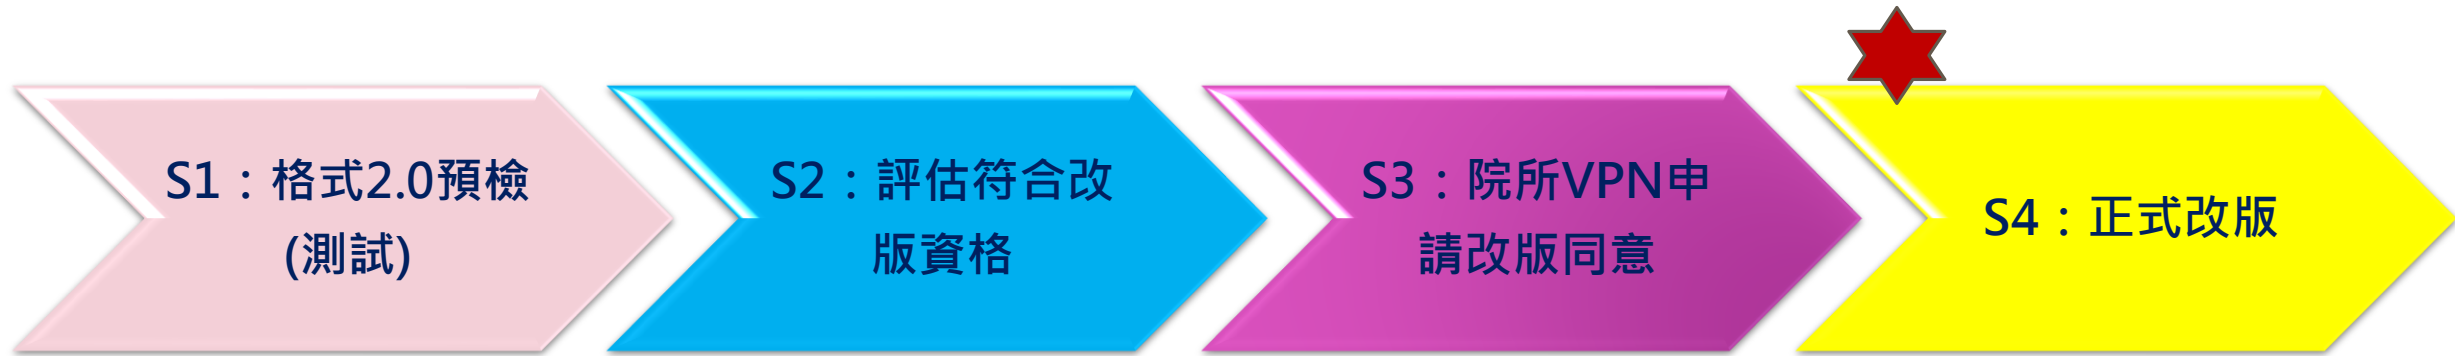 S1：格式2.0預檢
(測試)
S2：評估符合改
版資格
S3：院所VPN申
請改版同意
S4：正式改版